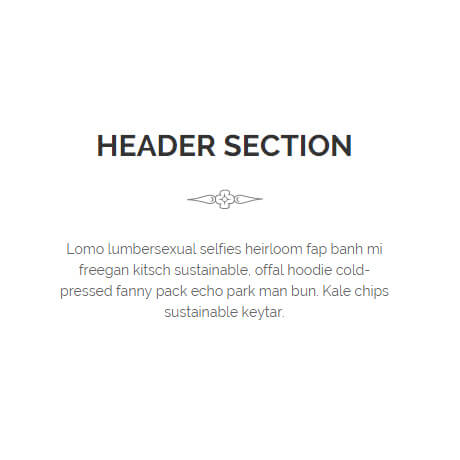 HEADER SECTION
Lomo lumbersexual selfies heirloom fap banh mi
freegan kitsch sustainable, offal hoodie cold-
pressed fanny pack echo park man bun. Kale chips
sustainable keytar.